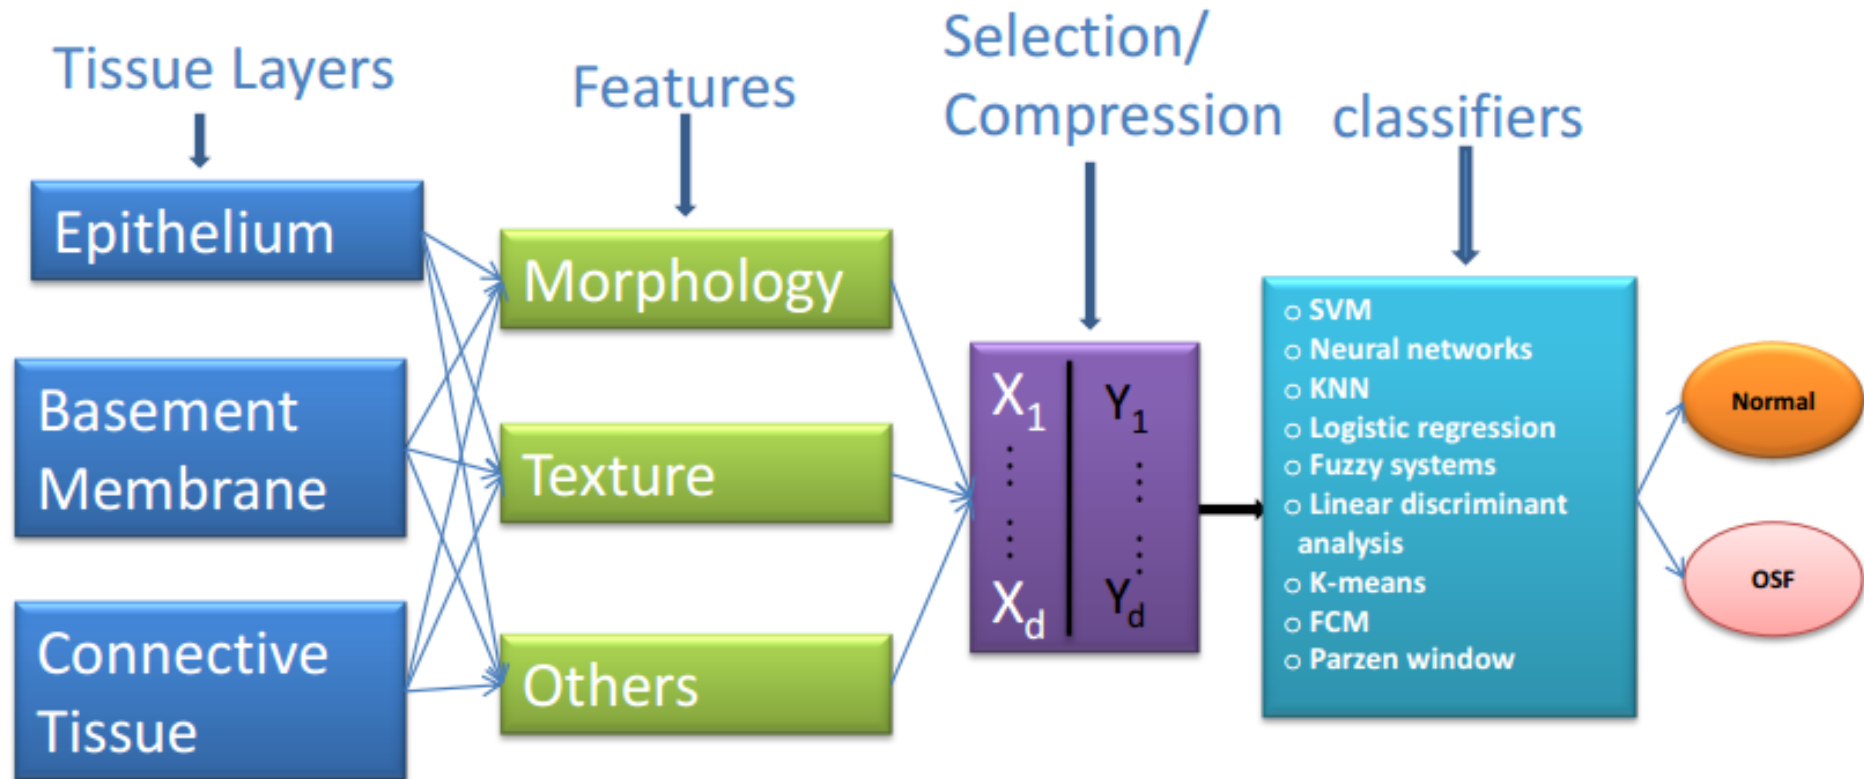 Tissue Layers
Epithelium
Basement
Membrane
Connective
Tissue
Features
Morphology
Texture
Others
Selection/
Compression
X1
Xd
Y1
Yd
classifiers
SVM
Neural networks
KNN
Logistic regression
Fuzzy systems
Linear discriminant
analysis
K-means
FCM
Parzen window
Normal
OSF